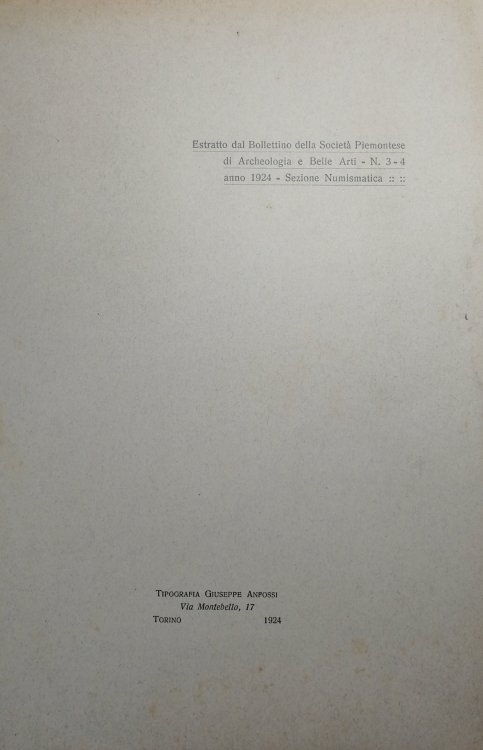 Estratto dal Bollettino della Società Piemontese
di Archeologia e Belle Arti - N. 3 - 4
anno 1924 - Sezione Numismatica :: ::
Tipografia Giuseppe Anfossi
Via Montebello, 17
Torino 1924